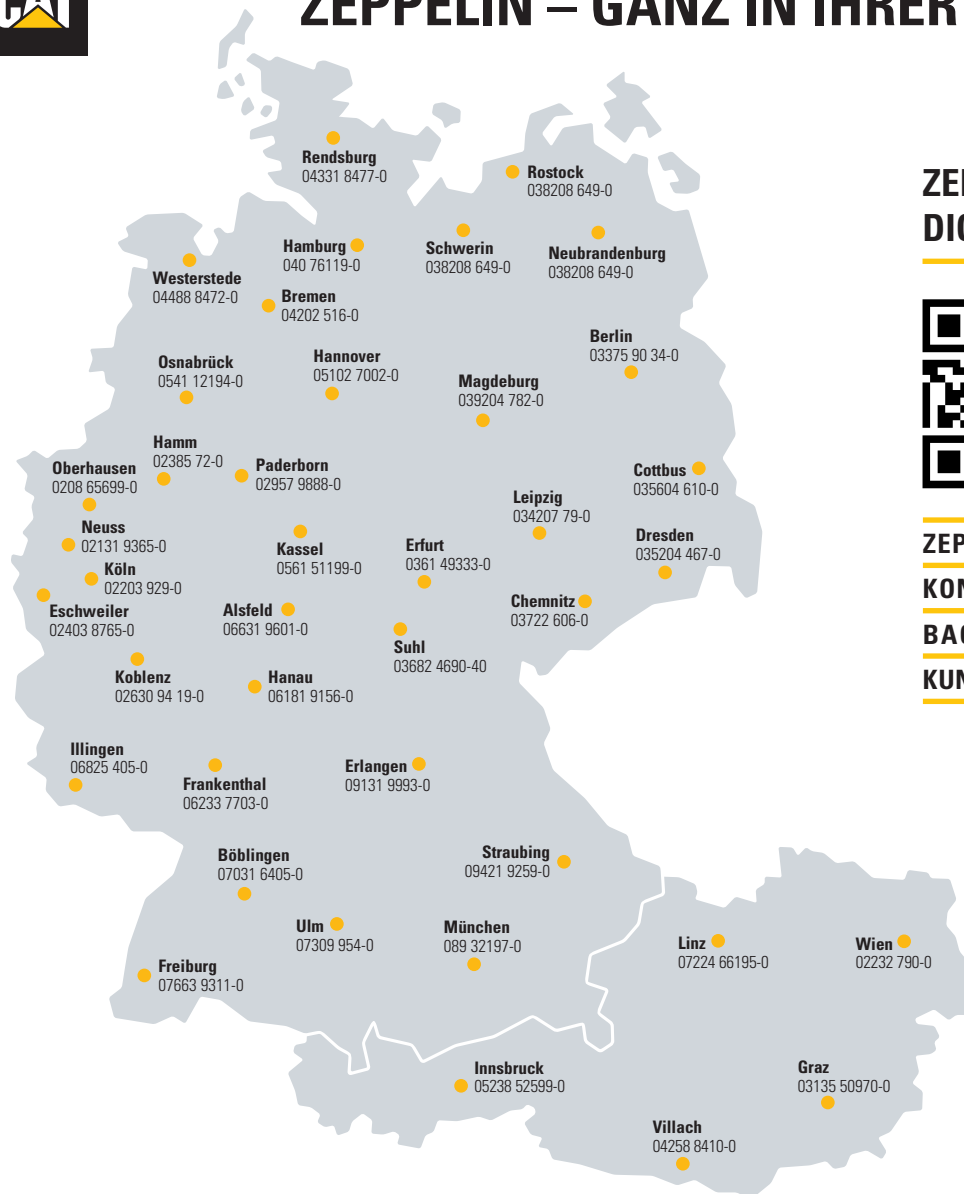 CAT
ZEPPELIN – GANZ IN IHRER
Rendsburg
04331 8477-0
Rostock
038208 649-0
Hamburg
040 76119-0
Schwerin
038208 649-0
Neubrandenburg
038208 649-0
Westerstede
04488 8472-0
Bremen
04202 516-0
Berlin
03375 90 34-0
Osnabrück
0541 12194-0
Hannover
05102 7002-0
Magdeburg
039204 782-0
Hamm
02385 72-0
Oberhausen
0208 65699-0
Paderborn
02957 9888-0
Cottbus
035604 610-0
Leipzig
034207 79-0
Neuss
02131 9365-0
Kassel
0561 51199-0
Erfurt
0361 49333-0
Dresden
035204 467-0
Köln
02203 929-0
Eschweiler
02403 8765-0
Alsfeld
06631 9601-0
Chemnitz
03722 606-0
Suhl
03682 4690-40
Koblenz
02630 94 19-0
Hanau
06181 9156-0
Illingen
06825 405-0
Frankenthal
06233 7703-0
Erlangen
09131 9993-0
Böblingen
07031 6405-0
Straubing
09421 9259-0
Ulm
07309 954-0
München
089 32197-0
Freiburg
07663 9311-0
Linz
07224 66195-0
Wien
02232 790-0
Innsbruck
05238 52599-0
Graz
03135 50970-0
Villach
04258 8410-0
ZEP
KON
BAG
KUN